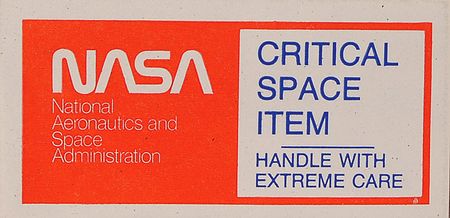 NASA
National
Aeronautics and
Space
Administration
CRITICAL
SPACE
ITEM
HANDLE WITH
EXTREME CARE